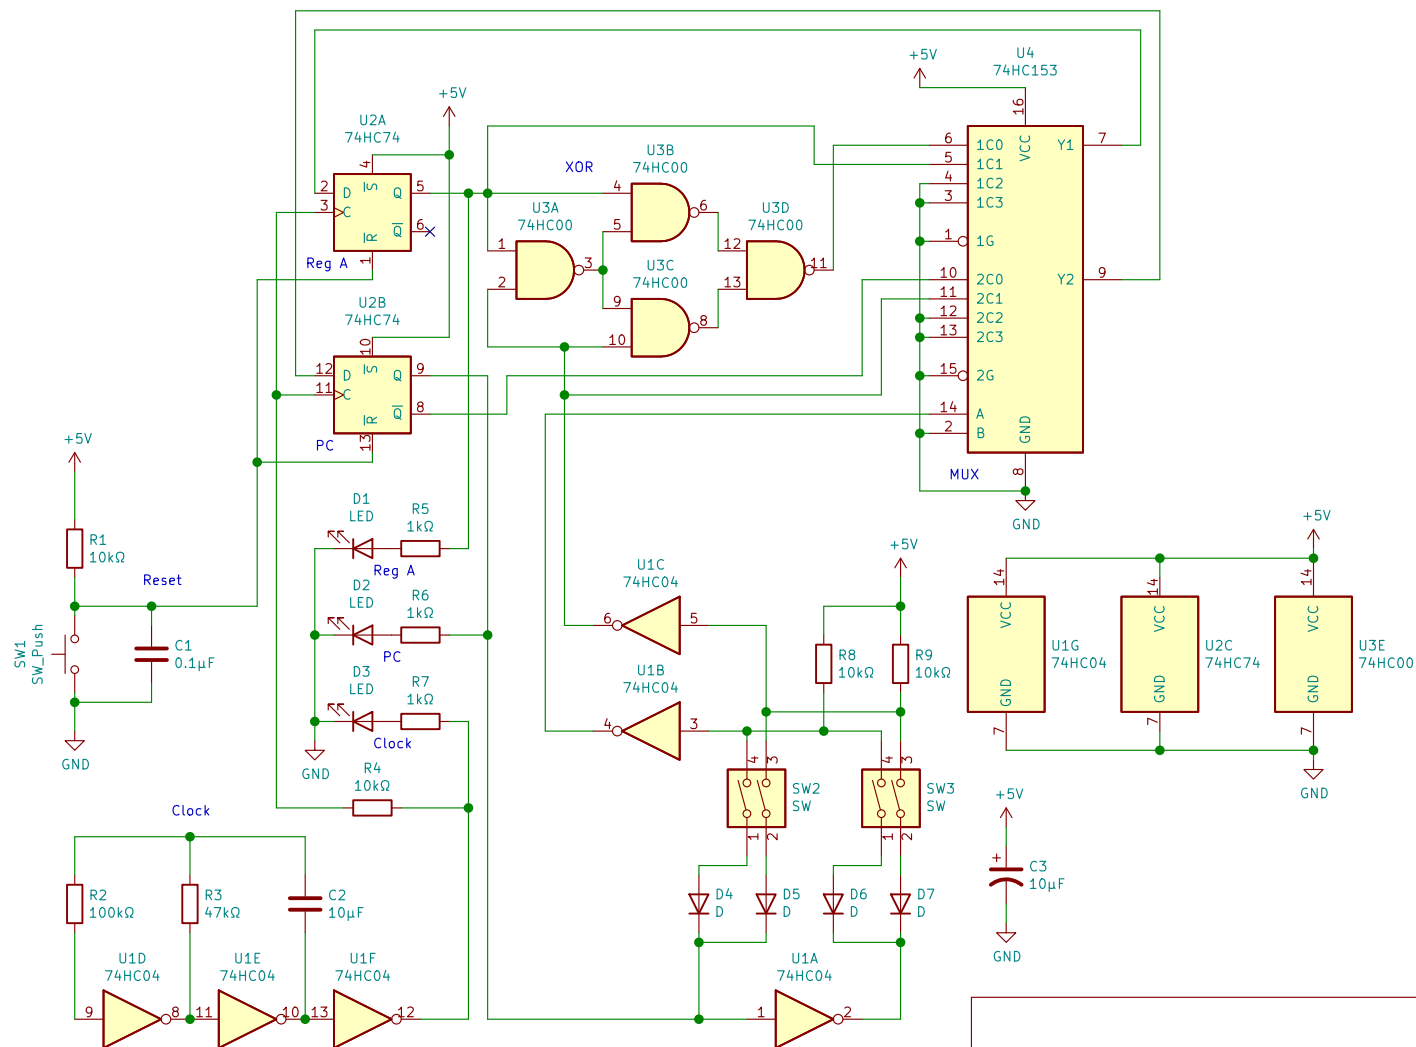 U4
74HC153
+5V
16
VCC
6
1C0
5
1C1
4
1C2
3
1C3
1
1G
10
2C0
11
2C1
12
2C2
13
2C3
15
2G
14
A
2
B
Y1
7
Y2
9
GND
8
MUX
GND
+5V
U2A
74HC74
4
S
2
D
3
C
Q
5
Q
6
R
1
Reg A
U2B
74HC74
10
S
12
D
11
C
Q
9
Q
8
R
13
PC
XOR
U3A
74HC00
1
2
3
U3B
74HC00
4
5
6
U3C
74HC00
9
10
8
U3D
74HC00
12
13
11
+5V
R1
10kΩ
Reset
SW1
SW_Push
C1
0.1µF
GND
D1
LED
R5
1kΩ
Reg A
D2
LED
R6
1kΩ
PC
D3
LED
R7
1kΩ
Clock
GND
R4
10kΩ
Clock
R2
100kΩ
R3
47kΩ
C2
10µF
U1D
74HC04
9
8
U1E
74HC04
11
10
U1F
74HC04
13
12
U1C
74HC04
6
5
U1B
74HC04
4
3
+5V
R8
10kΩ
R9
10kΩ
4
3
SW2
SW
1
2
4
3
SW3
SW
1
2
D4
D
D5
D
D6
D
D7
D
U1A
74HC04
1
2
+5V
14
VCC
U1G
74HC04
GND
7
14
VCC
U2C
74HC74
GND
7
14
VCC
U3E
74HC00
GND
7
GND
+5V
+
C3
10µF
GND